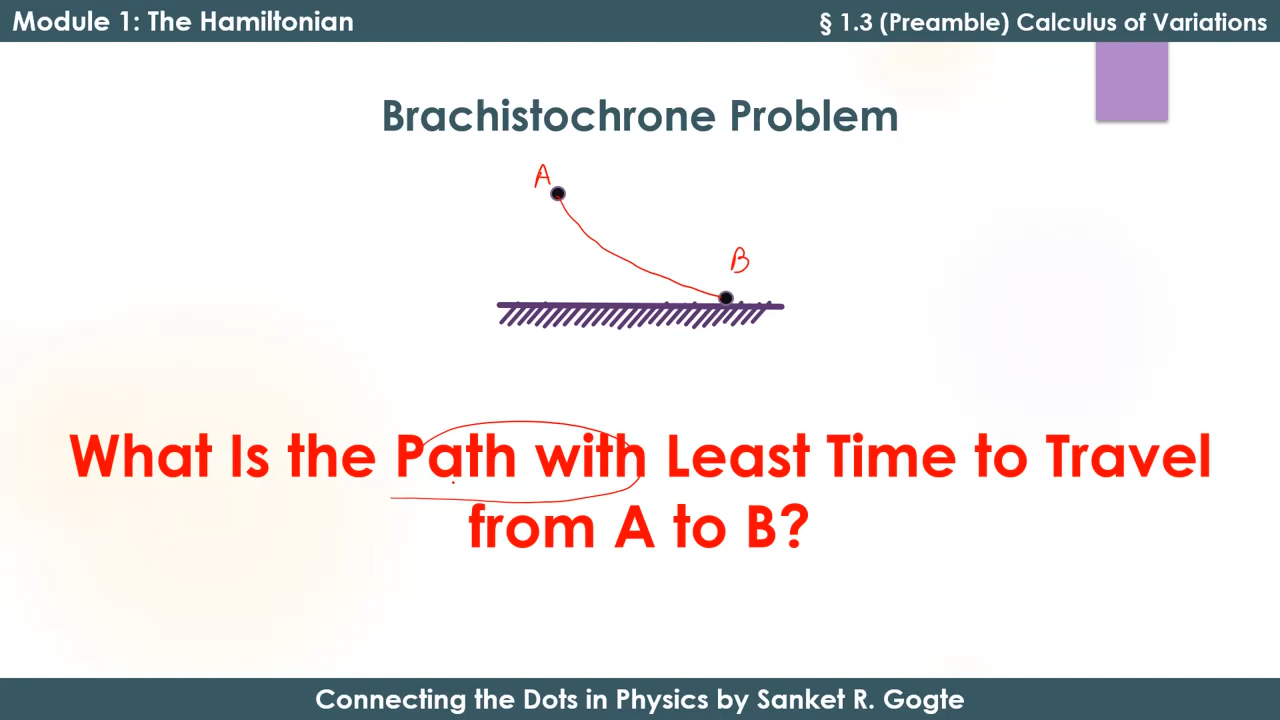 Module 1: The Hamiltonian
§ 1.3 (Preamble) Calculus of Variations
Brachistochrone Problem
A
B
What Is the Path with Least Time to Travel
from A to B?
Connecting the Dots in Physics by Sanket R. Gogte